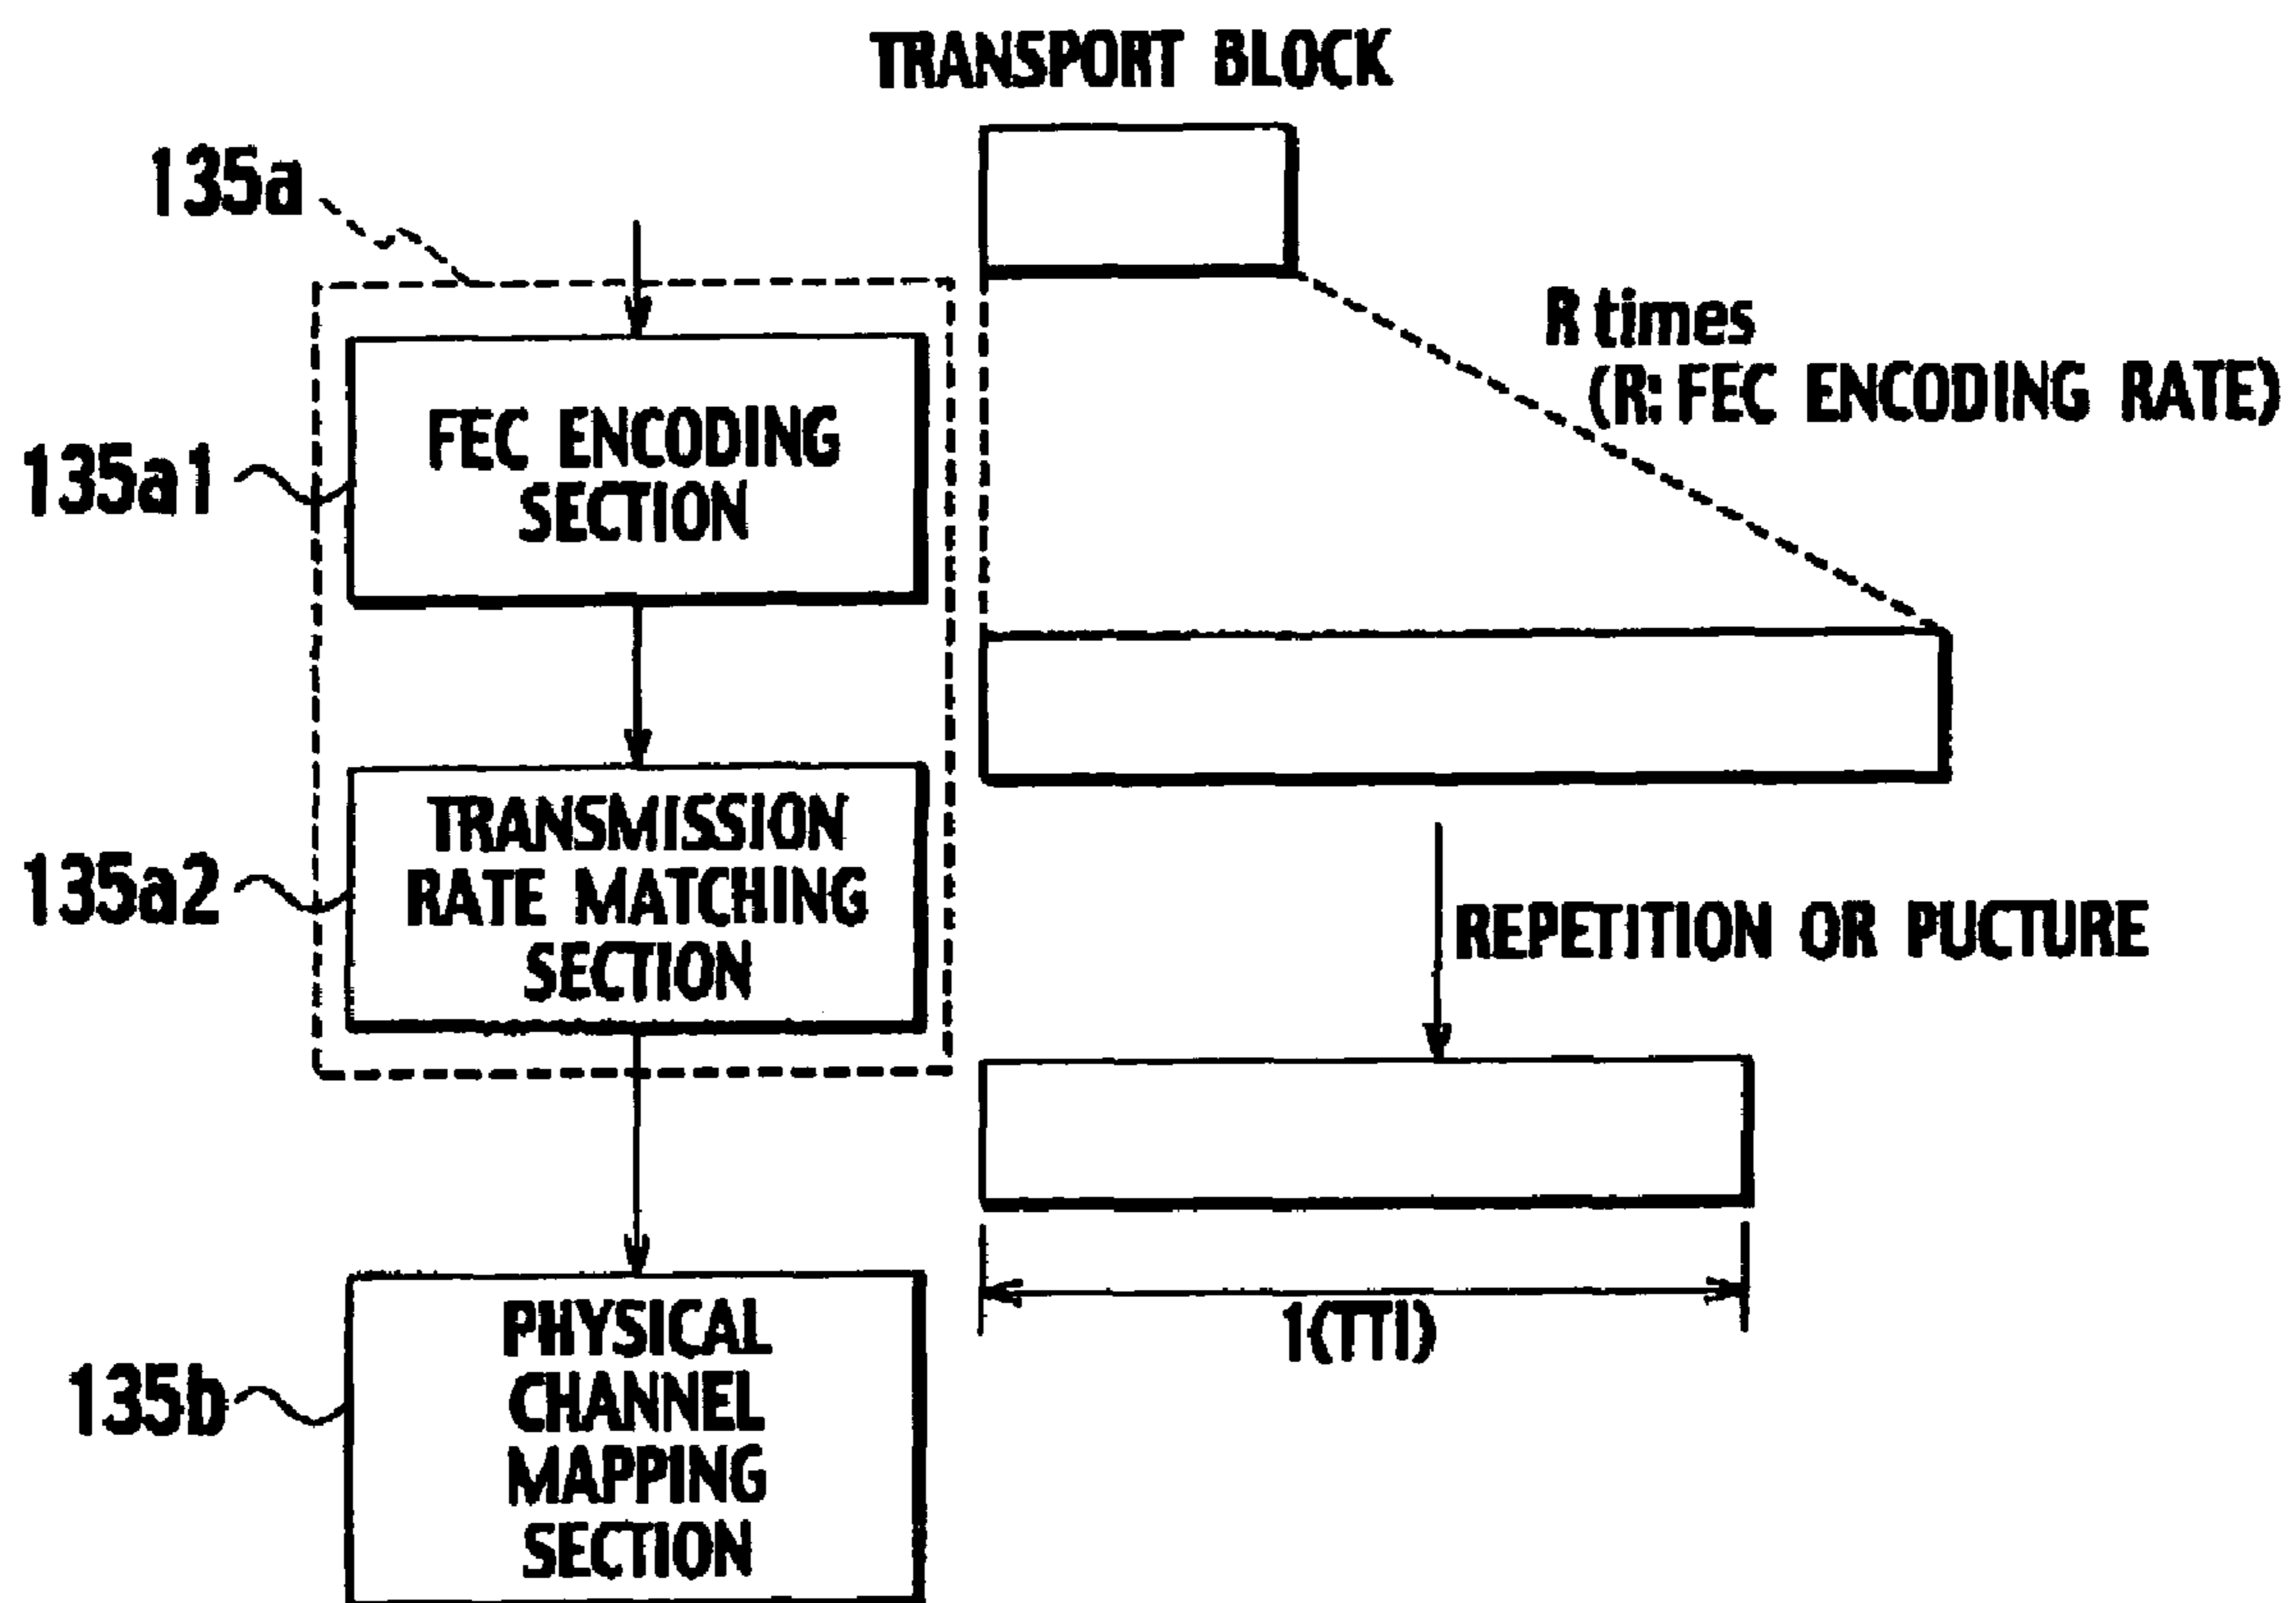 TRANSPORT BLOCK
135a
R times
(R: FEC ENCODING RATE)
135a1
FEC ENCODING
SECTION
135a2
TRANSMISSION
RATE MATCHING
SECTION
REPETITION OR PUCTURE
1(TTI)
135b
PHYSICAL
CHANNEL
MAPPING
SECTION